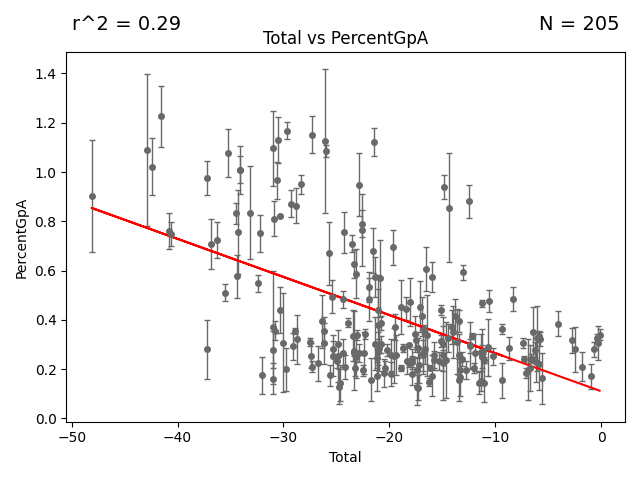 r^2 = 0.29 N = 205
Total vs PercentGpA
1.4
1.2
1.0
0.8
0.6
0.4
0.2
0.0
PercentGpA
−50 −40 −30 −20 −10 0
Total